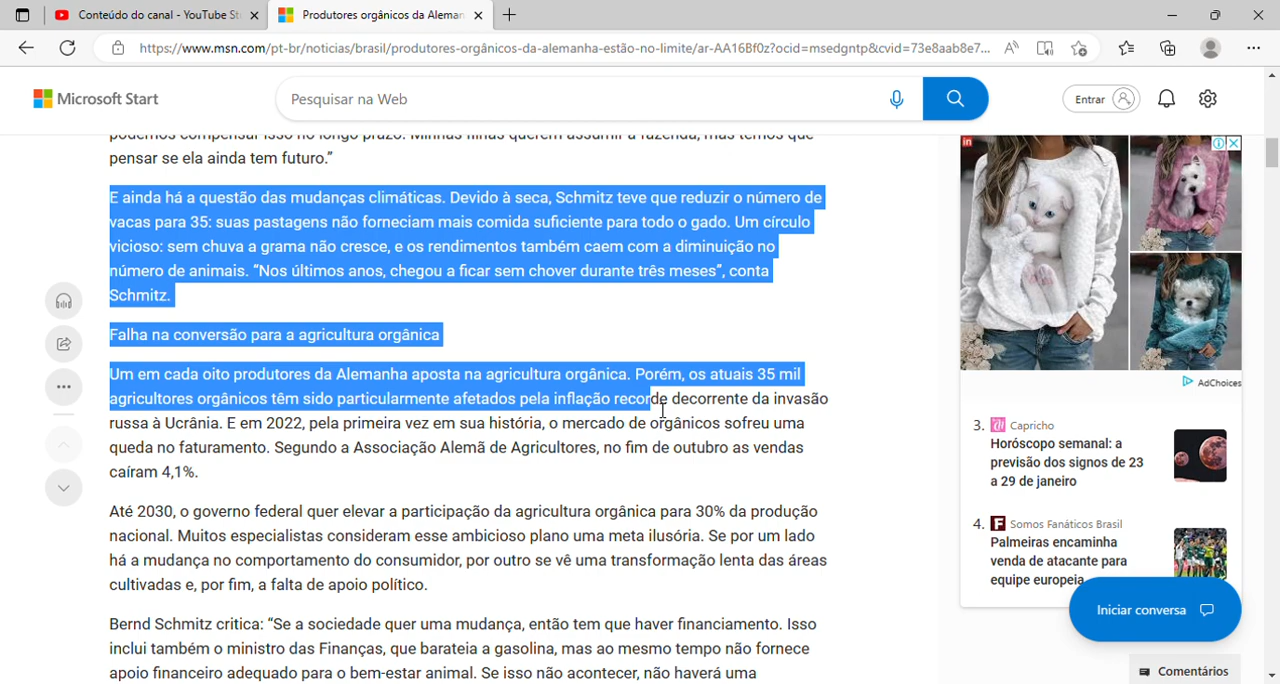 Conteúdo do canal - YouTube St
Produtores orgânicos da Aleman
https://www.msn.com/pt-br/noticias/brasil/produtores-orgânicos-da-alemanha-estão-no-limite/ar-AA16Bf0z?ocid=msedgntp&cvid=73e8aab8e7...
Microsoft Start
Pesquisar na Web
Entrar
podemos compensar isso no longo prazo. Minhas filhas querem assumir a fazenda, mas temos que
pensar se ela ainda tem futuro.”
E ainda há a questão das mudanças climáticas. Devido à seca, Schmitz teve que reduzir o número de
vacas para 35: suas pastagens não forneciam mais comida suficiente para todo o gado. Um círculo
vicioso: sem chuva a grama não cresce, e os rendimentos também caem com a diminuição no
número de animais. “Nos últimos anos, chegou a ficar sem chover durante três meses”, conta
Schmitz.
Falha na conversão para a agricultura orgânica
Um em cada oito produtores da Alemanha aposta na agricultura orgânica. Porém, os atuais 35 mil
agricultores orgânicos têm sido particularmente afetados pela inflação recorde decorrente da invasão
russa à Ucrânia. E em 2022, pela primeira vez em sua história, o mercado de orgânicos sofreu uma
queda no faturamento. Segundo a Associação Alemã de Agricultores, no fim de outubro as vendas
caíram 4,1%.
Até 2030, o governo federal quer elevar a participação da agricultura orgânica para 30% da produção
nacional. Muitos especialistas consideram esse ambicioso plano uma meta ilusória. Se por um lado
há a mudança no comportamento do consumidor, por outro se vê uma transformação lenta das áreas
cultivadas e, por fim, a falta de apoio político.
Bernd Schmitz critica: “Se a sociedade quer uma mudança, então tem que haver financiamento. Isso
inclui também o ministro das Finanças, que barateia a gasolina, mas ao mesmo tempo não fornece
apoio financeiro adequado para o bem-estar animal. Se isso não acontecer, não haverá uma
in
AdChoices
3. Capricho
Horóscopo semanal: a
previsão dos signos de 23
a 29 de janeiro
4. F Somos Fanáticos Brasil
Palmeiras encaminha
venda de atacante para
equipe europeia
Iniciar conversa
Comentários